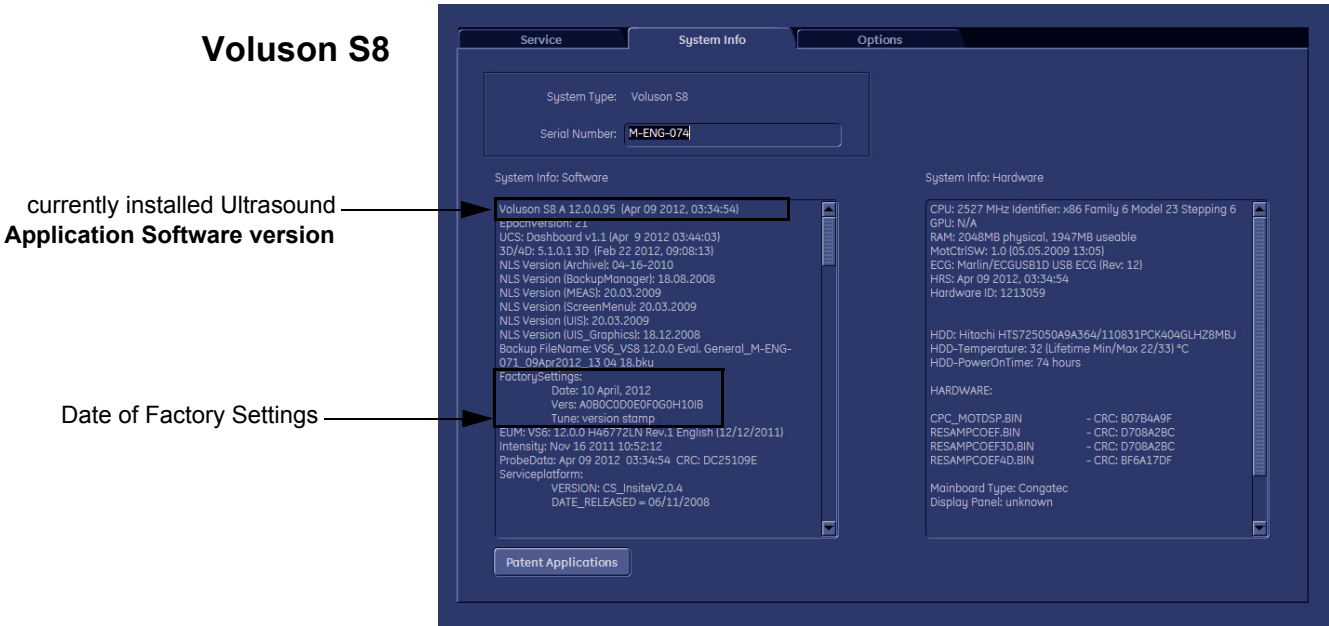 Voluson S8
Service
System Info
Options
System Type: Voluson S8
Serial Number: M-ENG-074
currently installed Ultrasound
Application Software version
Date of Factory Settings
System Info: Software
Voluson S8 A 12.0.0.95 (Apr 09 2012, 03:34:54)
EpochVersion: 21
UCS: Dashboard v1.1 (Apr 9 2012 03:44:03)
3D/4D: 5.1.0.1 3D (Feb 22 2012, 09:08:13)
NLS Version (Archive): 04-16-2010
NLS Version (BackupManager): 18.08.2008
NLS Version (MEAS): 20.03.2009
NLS Version (ScreenMenu): 20.03.2009
NLS Version (UIS): 20.03.2009
NLS Version (UIS_Graphics): 18.12.2008
Backup FileName: VS6_VS8 12.0.0 Eval. General_M-ENG-
071_09Apr2012_13 04 18.bku
FactorySettings:
Date: 10 April, 2012
Vers: A0B0C0D0E0F0G0H10IB
Tune: version stamp
EUM: VS6: 12.0.0 H46772LN Rev.1 English (12/12/2011)
Intensity: Nov 16 2011 10:52:12
ProbeData: Apr 09 2012 03:34:54 CRC: DC25109E
Serviceplatform:
VERSION: CS_InsiteV2.0.4
DATE_RELEASED = 06/11/2008
System Info: Hardware
CPU: 2527 MHz Identifier: x86 Family 6 Model 23 Stepping 6
GPU: N/A
RAM: 2048MB physical, 1947MB useable
MotCtrlSW: 1.0 (05.05.2009 13:05)
ECG: Marlin/ECGUSB1D USB ECG (Rev: 12)
HRS: Apr 09 2012, 03:34:54
Hardware ID: 1213059
HDD: Hitachi HTS725050A9A364/110831PCK404GLHZ8MBJ
HDD-Temperature: 32 (Lifetime Min/Max 22/33) °C
HDD-PowerOnTime: 74 hours
HARDWARE:
CPC_MOTDSP.BIN - CRC: B07B4A9F
RESAMPCOEF.BIN - CRC: D708A2BC
RESAMPCOEF3D.BIN - CRC: D708A2BC
RESAMPCOEF4D.BIN - CRC: BF6A17DF
Mainboard Type: Congatec
Display Panel: unknown
Patent Applications